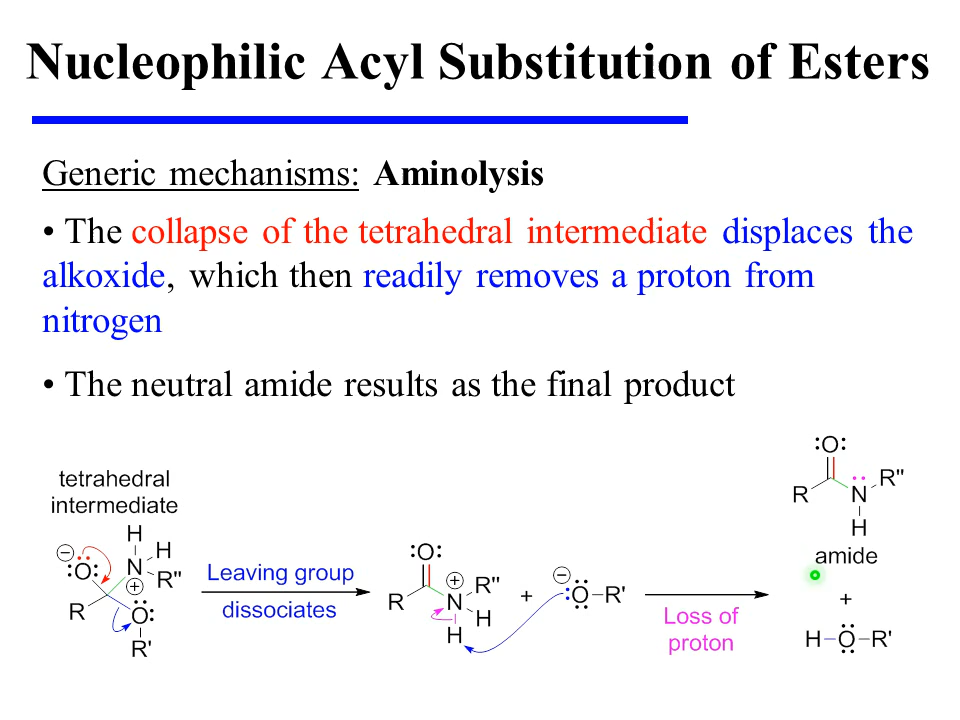 Nucleophilic Acyl Substitution of Esters
Generic mechanisms: Aminolysis
• The collapse of the tetrahedral intermediate displaces the
alkoxide, which then readily removes a proton from
nitrogen
• The neutral amide results as the final product
tetrahedral
intermediate
H
H
N
+
R"
−
O
R
O
R'
Leaving group
dissociates
O
R
N
+
R"
H
H
+
−
O
R'
Loss of
proton
O
R
N
R"
H
amide
+
H
O
R'